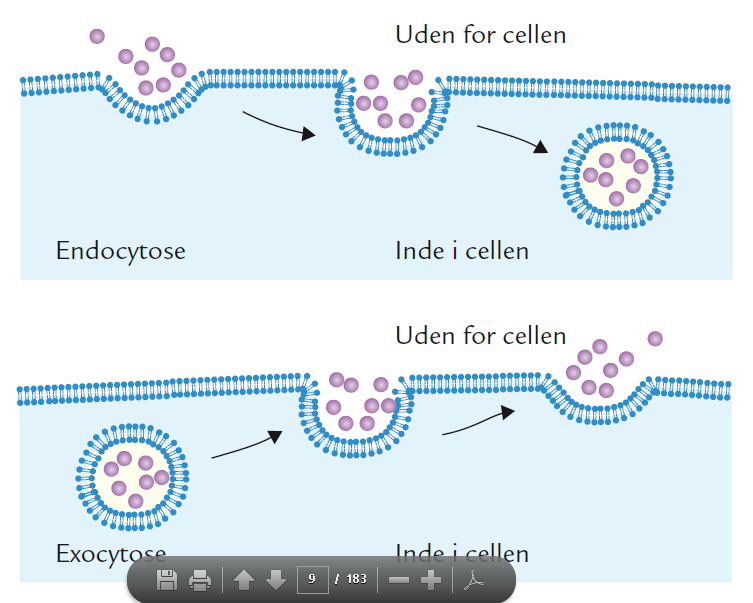 Uden for cellen
Endocytose
Inde i cellen
Uden for cellen
Exocytose
Inde i cellen
9 / 183